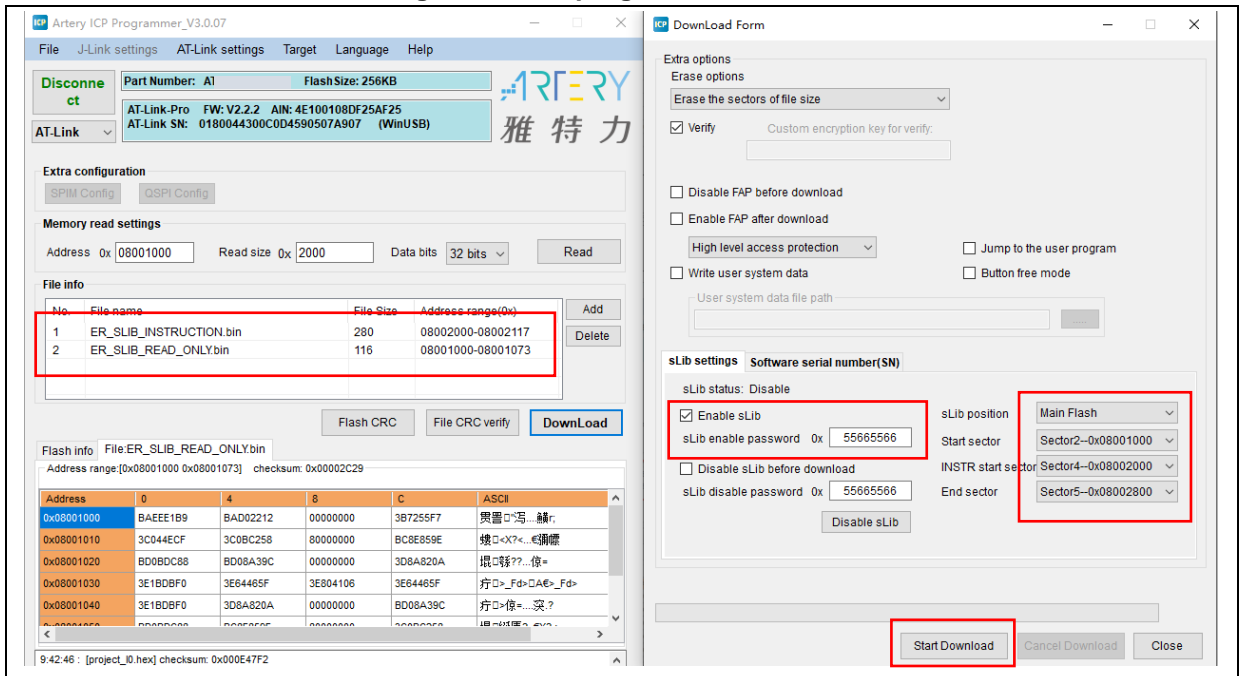 Artery ICP Programmer_V3.0.07
File J-Link settings AT-Link settings Target Language Help
Disconnect
Part Number: AT FlashSize: 256KB
AT-Link-Pro FW: V2.2.2 AIN: 4E100108DF25AF25
AT-Link SN: 0180044300C0D4590507A907 (WinUSB)
AT-Link
ARTERY
雅特力
Extra configuration
SPIM Config QSPI Config
Memory read settings
Address 0x 08001000 Read size 0x 2000 Data bits 32 bits Read
File info
No. File name File Size Address range(0x) Add
1 ER_SLIB_INSTRUCTION.bin 280 08002000-08002117
Delete
2 ER_SLIB_READ_ONLY.bin 116 08001000-08001073
Flash CRC File CRC verify DownLoad
Flash info File:ER_SLIB_READ_ONLY.bin
Address range:[0x08001000 0x08001073] checksum: 0x00002C29
Address 0 4 8 C ASCII
0x08001000 BAEEE1B9 BAD02212 00000000 3B7255F7
0x08001010 3C044ECF 3C0BC258 80000000 BC8E859E
0x08001020 BD0BDC88 BD08A39C 00000000 3D8A820A
0x08001030 3E1BDBF0 3E64465F 3E804106 3E64465F
0x08001040 3E1BDBF0 3D8A820A 00000000 BD08A39C
9:42:46 : [project_l0.hex] checksum: 0x000E47F2
DownLoad Form
Extra options
Erase options
Erase the sectors of file size
Verify Custom encryption key for verify:
Disable FAP before download
Enable FAP after download
High level access protection Jump to the user program
Write user system data Button free mode
User system data file path
.....
sLib settings Software serial number(SN)
sLib status: Disable
Enable sLib sLib position Main Flash
sLib enable password 0x 55665566 Start sector Sector2--0x08001000
Disable sLib before download INSTR start sector Sector4--0x08002000
sLib disable password 0x 55665566 End sector Sector5--0x08002800
Disable sLib
Start Download Cancel Download Close